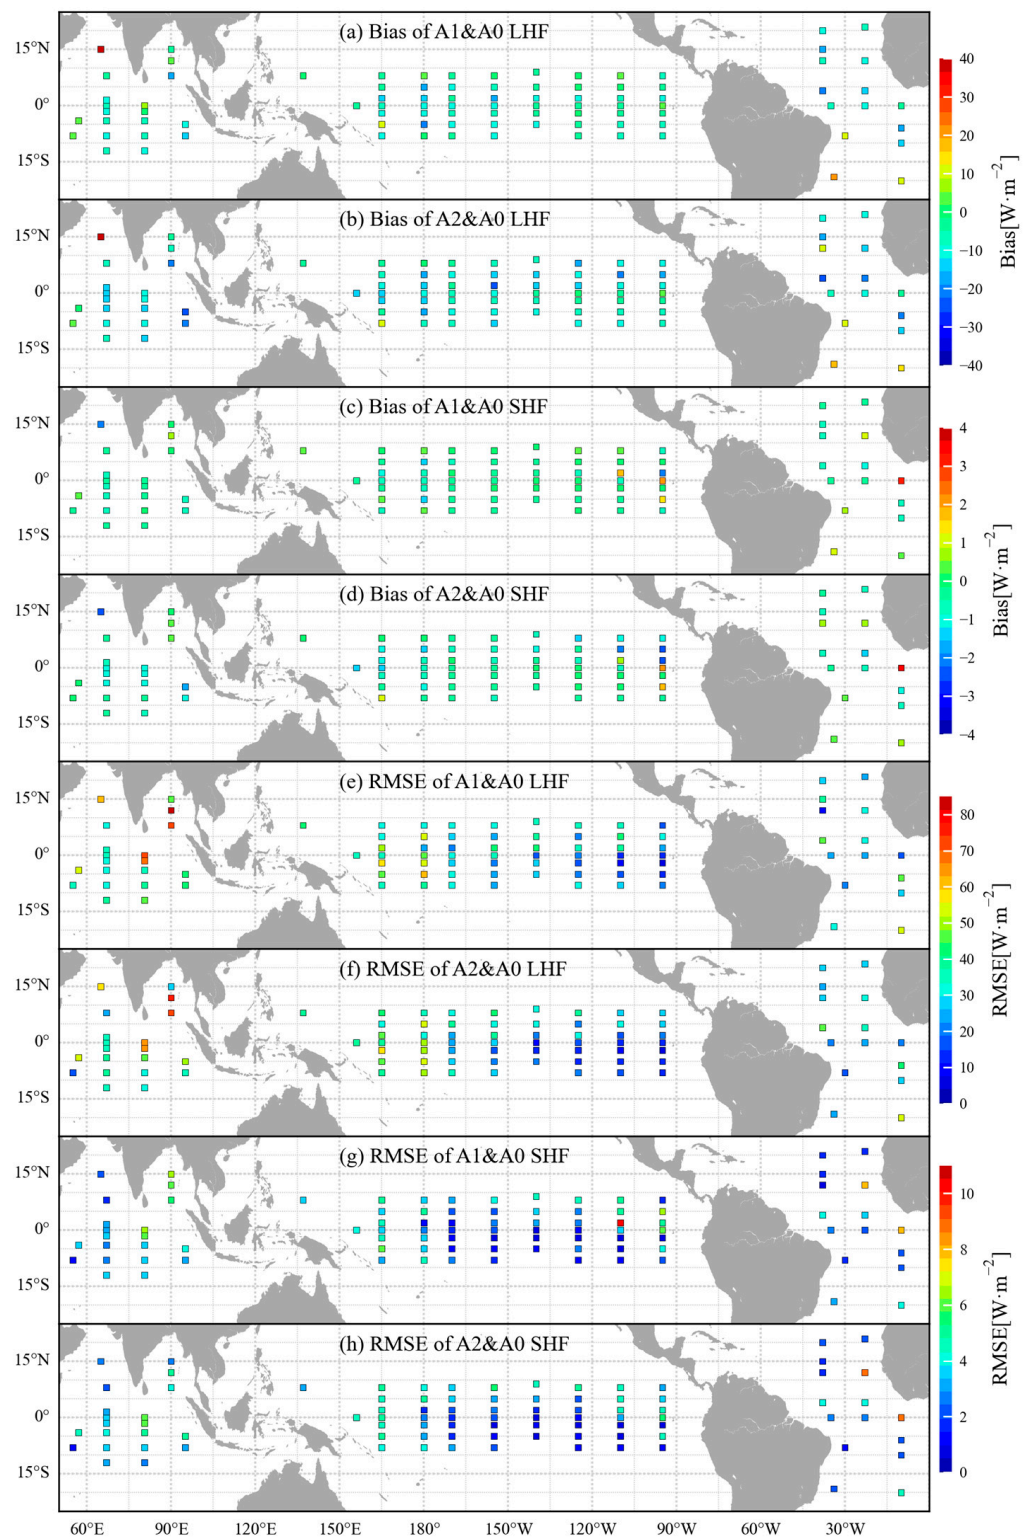 (a) Bias of A1&A0 LHF
15°N
0°
15°S
(b) Bias of A2&A0 LHF
15°N
0°
15°S
40
30
20
10
0
−10
−20
−30
−40
Bias[W·m⁻²]
(c) Bias of A1&A0 SHF
15°N
0°
15°S
(d) Bias of A2&A0 SHF
15°N
0°
15°S
4
3
2
1
0
−1
−2
−3
−4
Bias[W·m⁻²]
(e) RMSE of A1&A0 LHF
15°N
0°
15°S
(f) RMSE of A2&A0 LHF
15°N
0°
15°S
80
70
60
50
40
30
20
10
0
RMSE[W·m⁻²]
(g) RMSE of A1&A0 SHF
15°N
0°
15°S
(h) RMSE of A2&A0 SHF
15°N
0°
15°S
10
8
6
4
2
0
RMSE[W·m⁻²]
60°E 90°E 120°E 150°E 180° 150°W 120°W 90°W 60°W 30°W